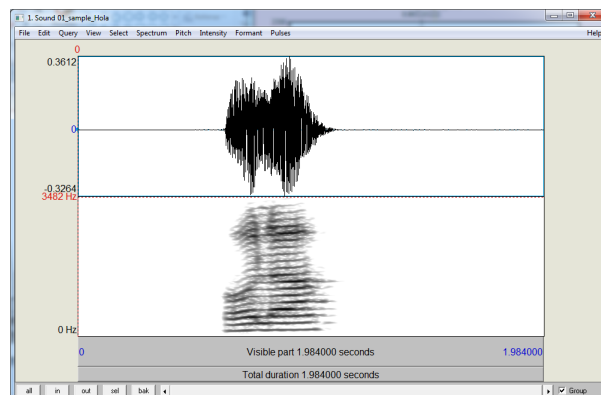 1. Sound 01_sample_Hola
File Edit Query View Select Spectrum Pitch Intensity Formant Pulses Help
0
0.3612
0
-0.3264
3482 Hz
0 Hz
0 Visible part 1.984000 seconds 1.984000
Total duration 1.984000 seconds
all in out sel bak Group